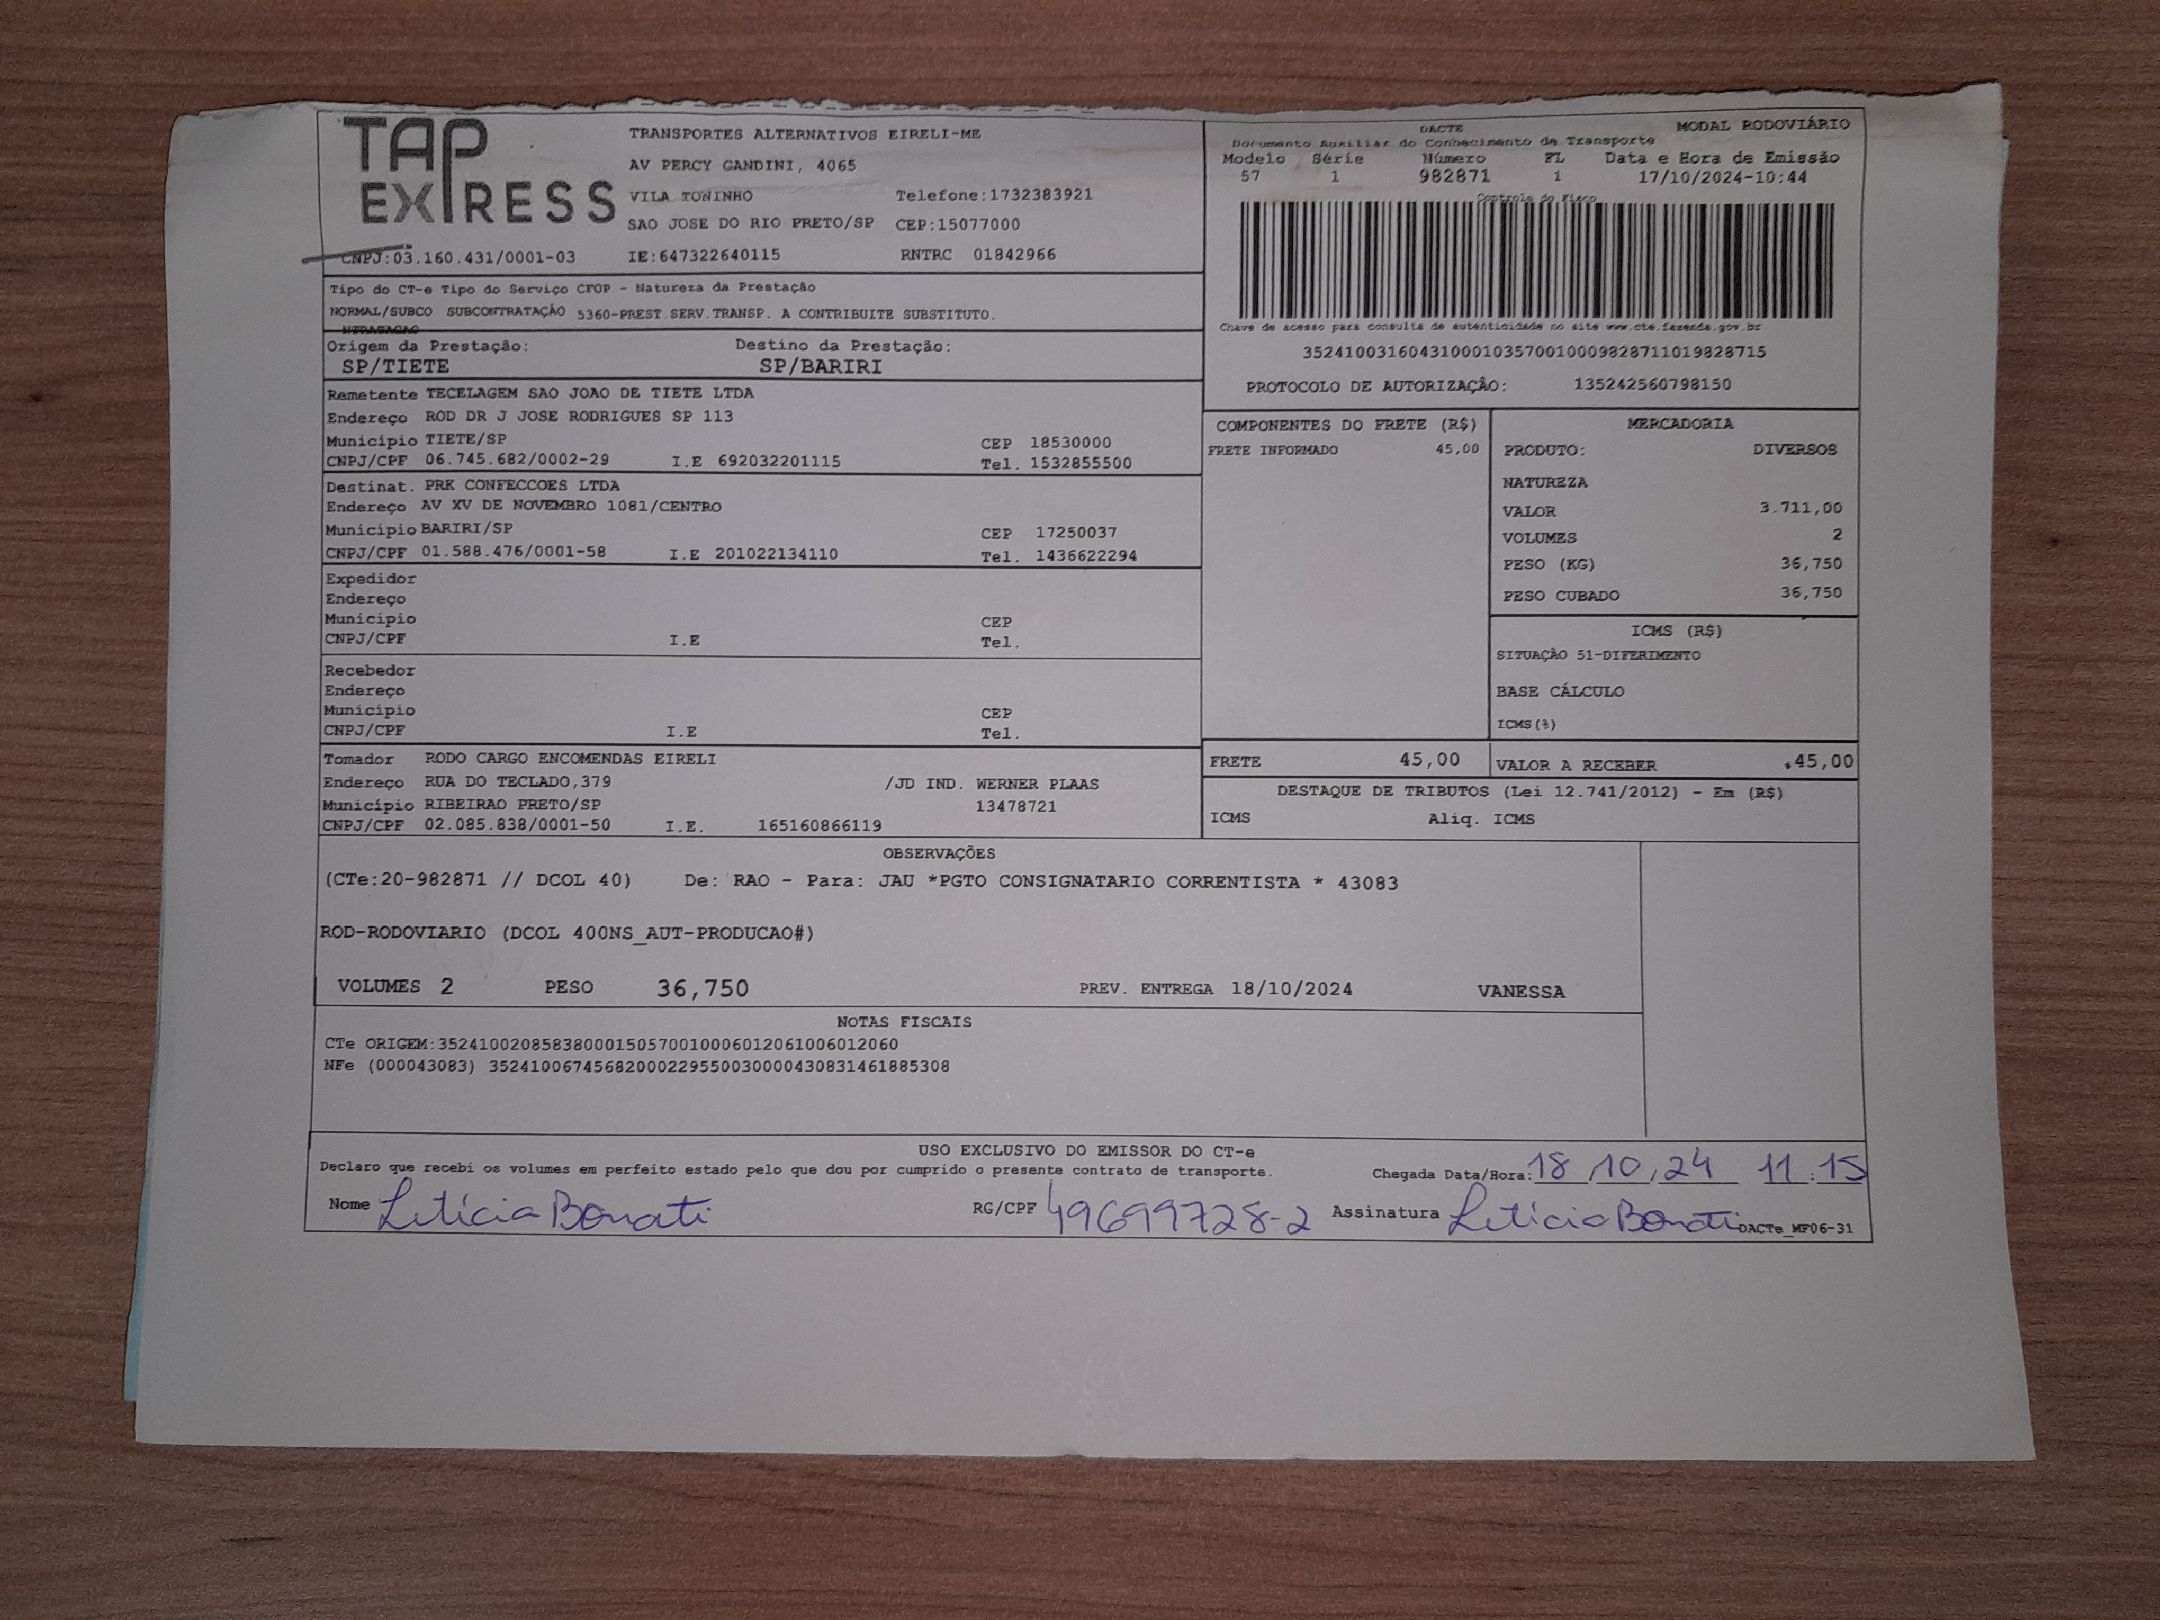 TAP EXPRESS
TRANSPORTES ALTERNATIVOS EIRELI-ME
AV PERCY GANDINI, 4065
VILA TONINHO Telefone:1732383921
SAO JOSE DO RIO PRETO/SP CEP:15077000
CNPJ:03.160.431/0001-03 IE:647322640115 RNTRC 01842966
DACTE MODAL RODOVIÁRIO
Documento Auxiliar do Conhecimento de Transporte
Modelo Série Número FL Data e Hora de Emissão
57 1 982871 1 17/10/2024-10:44
Controle do Fisco
Chave de acesso para consulta de autenticidade no site www.cte.fazenda.gov.br
35241003160431000103570010009828711019828715
PROTOCOLO DE AUTORIZAÇÃO: 135242560798150
Tipo do CT-e Tipo do Serviço CFOP - Natureza da Prestação
NORMAL/SUBCO SUBCONTRATAÇÃO 5360-PREST.SERV.TRANSP. A CONTRIBUITE SUBSTITUTO.
NTRATACAO
Origem da Prestação: Destino da Prestação:
SP/TIETE SP/BARIRI
Remetente TECELAGEM SAO JOAO DE TIETE LTDA
Endereço ROD DR J JOSE RODRIGUES SP 113
Município TIETE/SP CEP 18530000
CNPJ/CPF 06.745.682/0002-29 I.E 692032201115 Tel. 1532855500
Destinat. PRK CONFECCOES LTDA
Endereço AV XV DE NOVEMBRO 1081/CENTRO
Município BARIRI/SP CEP 17250037
CNPJ/CPF 01.588.476/0001-58 I.E 201022134110 Tel. 1436622294
Expedidor
Endereço
Município CEP
CNPJ/CPF I.E Tel.
Recebedor
Endereço
Município CEP
CNPJ/CPF I.E Tel.
Tomador RODO CARGO ENCOMENDAS EIRELI
Endereço RUA DO TECLADO,379 /JD IND. WERNER PLAAS
Município RIBEIRAO PRETO/SP 13478721
CNPJ/CPF 02.085.838/0001-50 I.E. 165160866119
COMPONENTES DO FRETE (R$)
FRETE INFORMADO 45,00
MERCADORIA
PRODUTO: DIVERSOS
NATUREZA
VALOR 3.711,00
VOLUMES 2
PESO (KG) 36,750
PESO CUBADO 36,750
ICMS (R$)
SITUAÇÃO 51-DIFERIMENTO
BASE CÁLCULO
ICMS(%)
FRETE 45,00 VALOR A RECEBER 45,00
DESTAQUE DE TRIBUTOS (Lei 12.741/2012) - Em (R$)
ICMS Aliq. ICMS
OBSERVAÇÕES
(CTe:20-982871 // DCOL 40) De: RAO - Para: JAU *PGTO CONSIGNATARIO CORRENTISTA * 43083
ROD-RODOVIARIO (DCOL 400NS_AUT-PRODUCAO#)
VOLUMES 2 PESO 36,750 PREV. ENTREGA 18/10/2024 VANESSA
NOTAS FISCAIS
CTe ORIGEM:35241002085838000150570010006012061006012060
NFe (000043083) 35241006745682000229550030000430831461885308
USO EXCLUSIVO DO EMISSOR DO CT-e
Declaro que recebi os volumes em perfeito estado pelo que dou por cumprido o presente contrato de transporte. Chegada Data/Hora: 18/10/24 11:15
Nome Letícia Bonati RG/CPF 49699728-2 Assinatura Letícia Bonati
DACTe_MF06-31